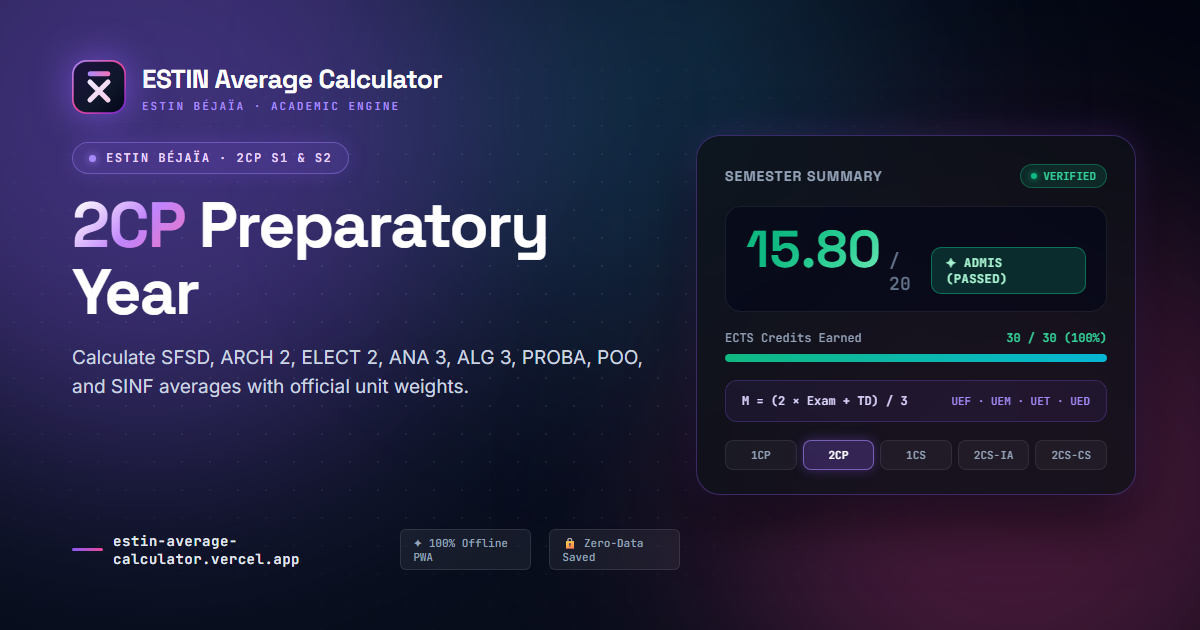 ESTIN Average Calculator
ESTIN BÉJAÏA · ACADEMIC ENGINE
ESTIN BÉJAÏA · 2CP S1 & S2
2CP Preparatory
Year
Calculate SFSD, ARCH 2, ELECT 2, ANA 3, ALG 3, PROBA, POO,
and SINF averages with official unit weights.
estin-average-
calculator.vercel.app
✦ 100% Offline
PWA
🔒 Zero-Data
Saved
SEMESTER SUMMARY
VERIFIED
15.80 /
20
✦ ADMIS
(PASSED)
ECTS Credits Earned
30 / 30 (100%)
M = (2 × Exam + TD) / 3
UEF · UEM · UET · UED
1CP
2CP
1CS
2CS-IA
2CS-CS